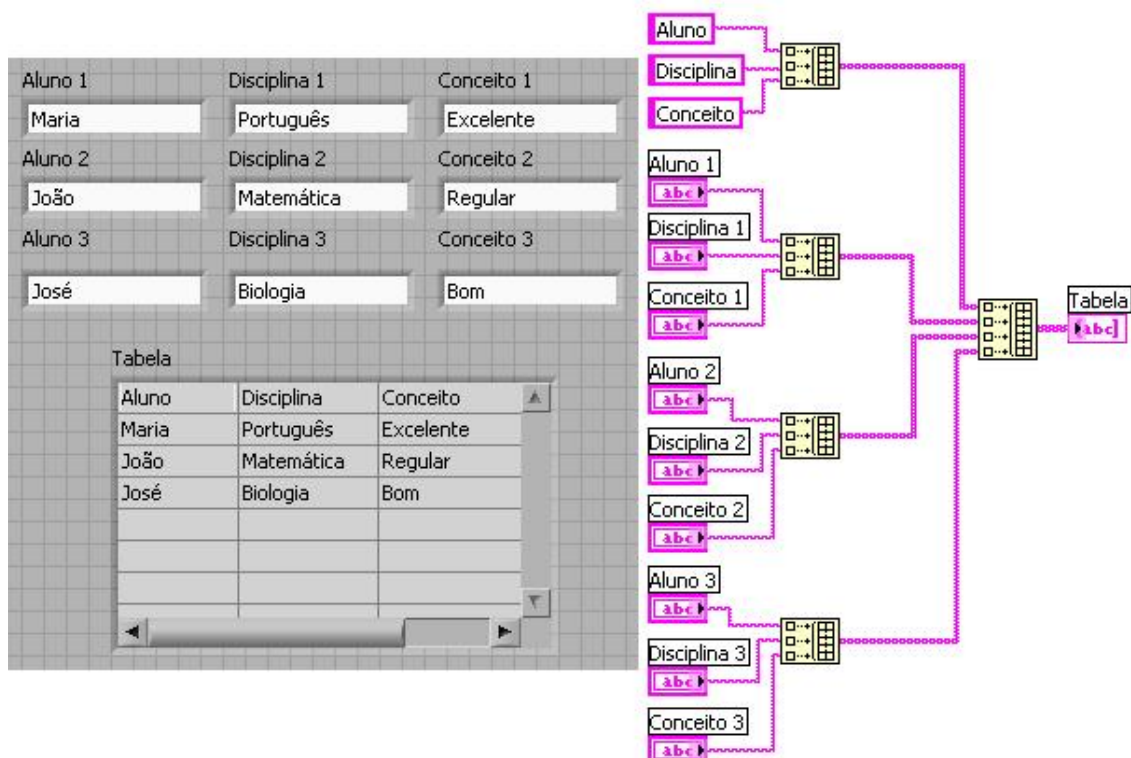 Aluno 1 Disciplina 1 Conceito 1
Maria Português Excelente
Aluno 2 Disciplina 2 Conceito 2
João Matemática Regular
Aluno 3 Disciplina 3 Conceito 3
José Biologia Bom
Tabela
Aluno Disciplina Conceito
Maria Português Excelente
João Matemática Regular
José Biologia Bom
Aluno
Disciplina
Conceito
Aluno 1
abc
Disciplina 1
abc
Conceito 1
abc
Aluno 2
abc
Disciplina 2
abc
Conceito 2
abc
Aluno 3
abc
Disciplina 3
abc
Conceito 3
abc
Tabela
[abc]